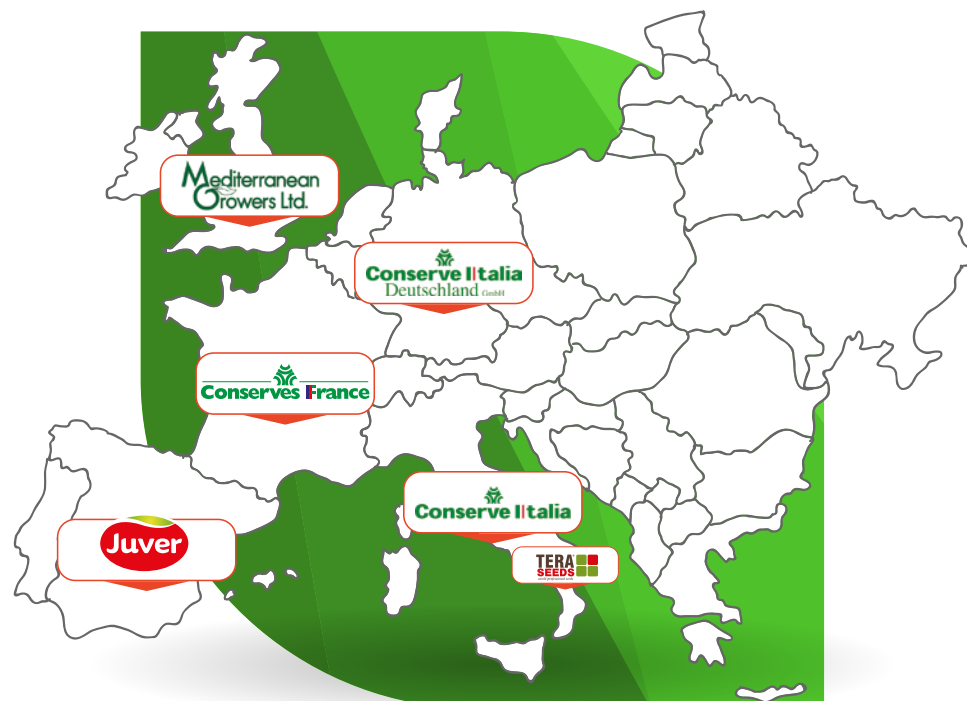 Mediterranean
Growers Ltd.
Conserve Italia
Deutschland GmbH
Conserves France
Conserve Italia
Juver
TERA
SEEDS